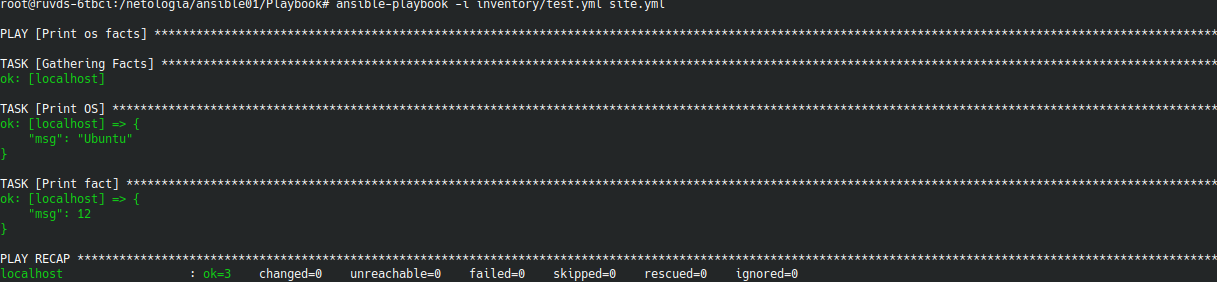 root@ruvds-6tbci:/netologia/ansible01/Playbook# ansible-playbook -i inventory/test.yml site.yml
PLAY [Print os facts] ******************************************************************************************************************************************************
TASK [Gathering Facts] *****************************************************************************************************************************************************
ok: [localhost]
TASK [Print OS] ************************************************************************************************************************************************************
ok: [localhost] => {
    "msg": "Ubuntu"
}
TASK [Print fact] **********************************************************************************************************************************************************
ok: [localhost] => {
    "msg": 12
}
PLAY RECAP *****************************************************************************************************************************************************************
localhost                  : ok=3    changed=0    unreachable=0    failed=0    skipped=0    rescued=0    ignored=0